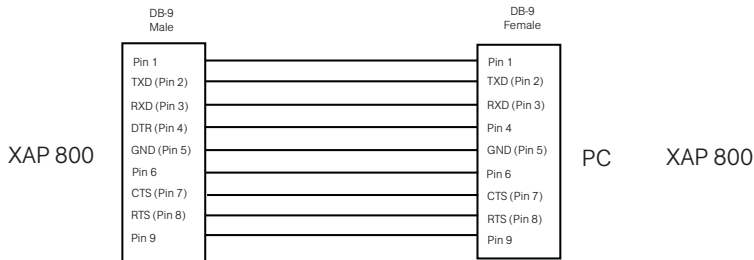 DB-9
Male
DB-9
Female
XAP 800
Pin 1
TXD (Pin 2)
RXD (Pin 3)
DTR (Pin 4)
GND (Pin 5)
Pin 6
CTS (Pin 7)
RTS (Pin 8)
Pin 9
Pin 1
TXD (Pin 2)
RXD (Pin 3)
Pin 4
GND (Pin 5)
Pin 6
CTS (Pin 7)
RTS (Pin 8)
Pin 9
PC
XAP 800